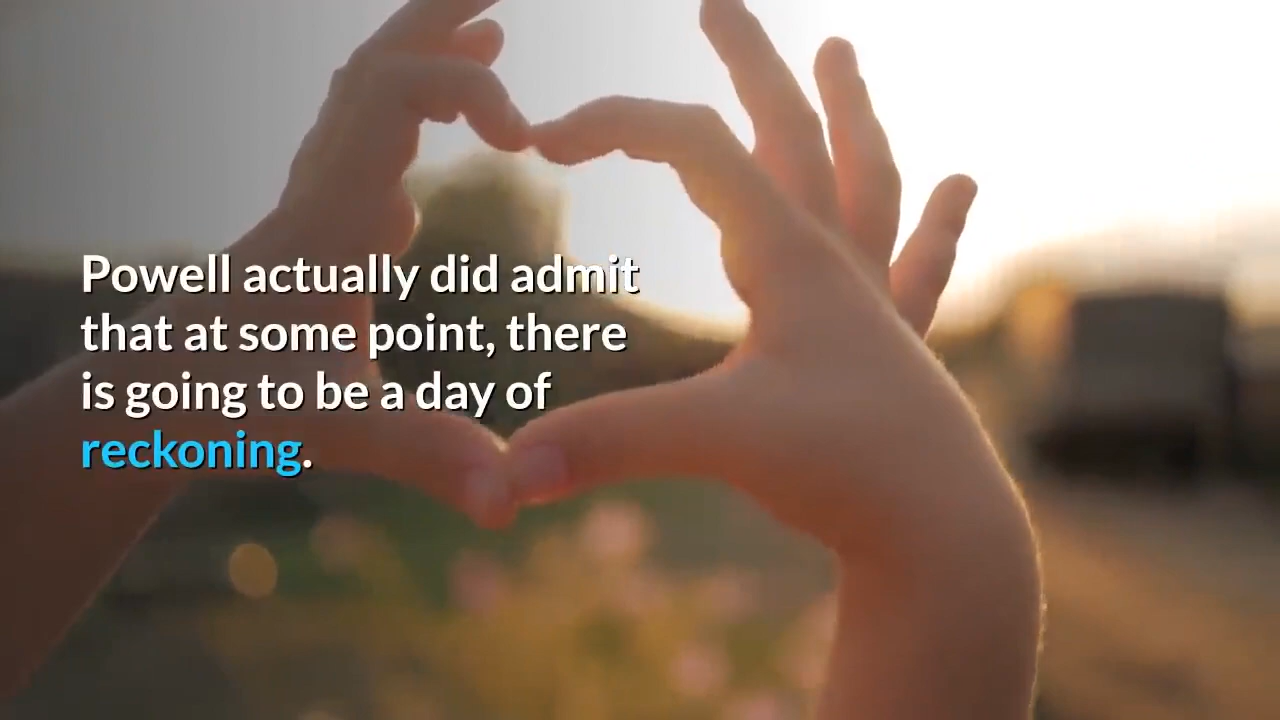 Powell actually did admit
that at some point, there
is going to be a day of
reckoning.